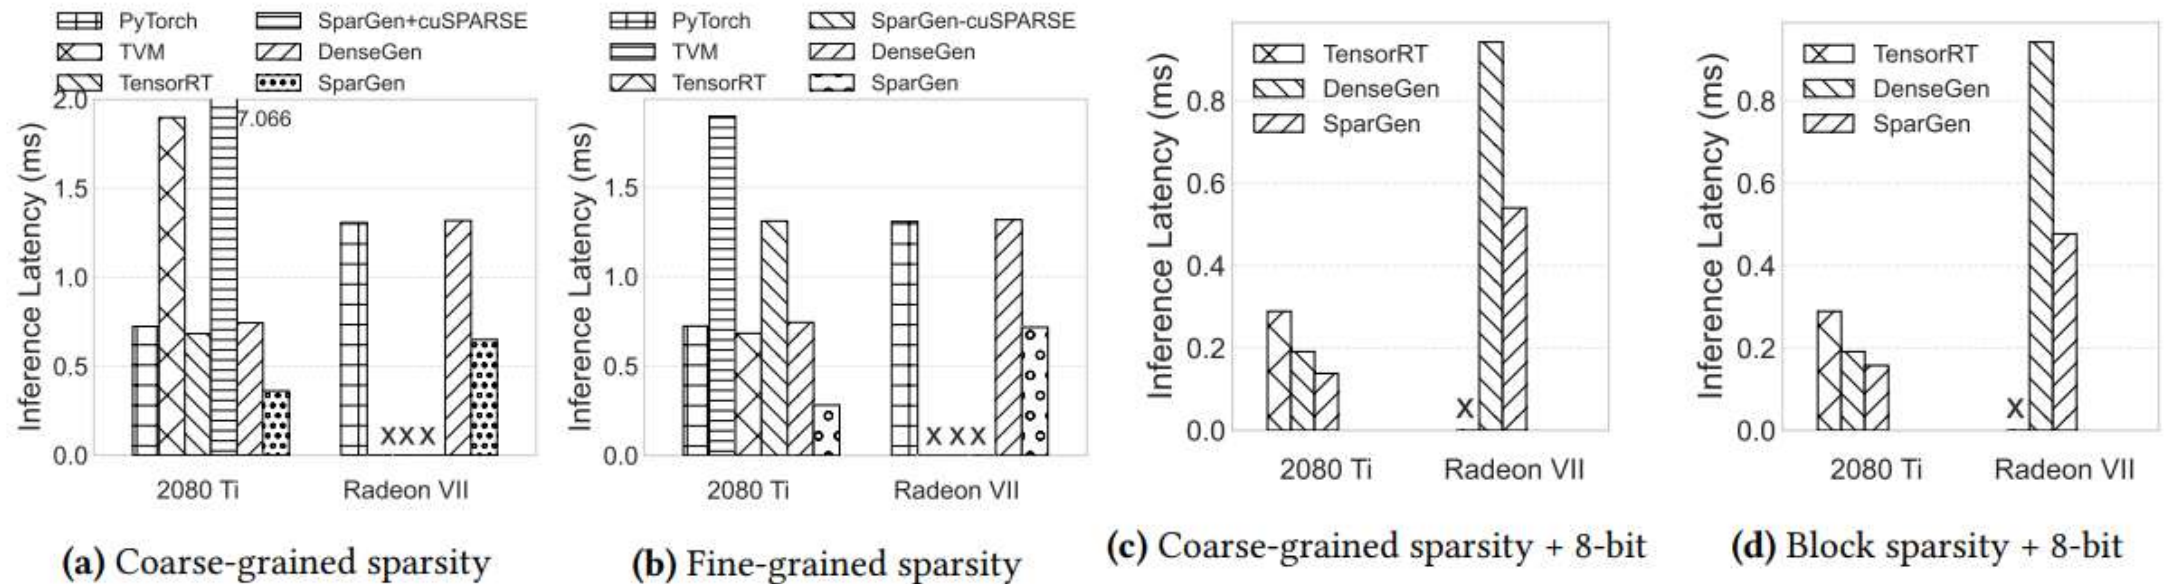 PyTorch
TVM
TensorRT
SparGen+cuSPARSE
DenseGen
SparGen
Inference Latency (ms)
2.0
1.5
1.0
0.5
0.0
7.066
X X X
2080 Ti
Radeon VII
(a) Coarse-grained sparsity
PyTorch
TVM
TensorRT
SparGen-cuSPARSE
DenseGen
SparGen
Inference Latency (ms)
1.5
1.0
0.5
0.0
X X X
2080 Ti
Radeon VII
(b) Fine-grained sparsity
TensorRT
DenseGen
SparGen
Inference Latency (ms)
0.8
0.6
0.4
0.2
0.0
X
2080 Ti
Radeon VII
(c) Coarse-grained sparsity + 8-bit
TensorRT
DenseGen
SparGen
Inference Latency (ms)
0.8
0.6
0.4
0.2
0.0
X
2080 Ti
Radeon VII
(d) Block sparsity + 8-bit